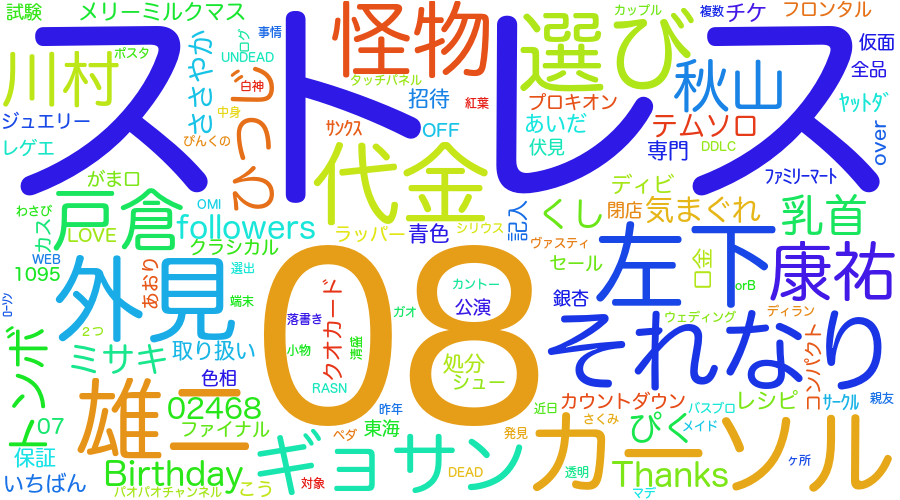 試験
メリーミルクマス
怪物
選び
カップル
複数
チケ
フロンタル
ログ
事情
仮面
ポスタ
UNDEAD
川村
ささやか
ひつじ
白神
タッチパネル
秋山
全品
ストレス
招待
紅葉
プロキオン
ﾔｯﾄﾀﾞ
中身
ジュエリー
ｻﾝｸｽ
OFF
あいだ
テムソロ
over
ぴんくの
レゲエ
代金
伏見
専門
DDLC
がま口
ﾌｧﾐﾘｰﾏｰﾄ
ディビ
わさび
戸倉
OMI
followers
くし
閉店
気まぐれ
乳首
カス
LOVE
ラッパー
青色
シリウス
記入
クラシカル
ヴァスティ
左下
康祐
WEB
1095
あおり
外見
選出
08
セール
口金
カントー
orB
ﾛｰｿﾝ
端末
クオカード
銀杏
ガオ
公演
それなり
落書き
ウェディング
ディラン
トンボ
２つ
ミサキ
取り扱い
小物
清盛
処分
コンパクト
色相
RASN
シュー
雄二
カウントダウン
レシピ
ｻｰｸﾙ
親友
02468
昨年
近日
バスプロ
07
ファイナル
ペダ
東海
ギョサン
発見
さくみ
カーソル
ぴく
メイド
保証
Birthday
DEAD
透明
Thanks
ヶ所
いちばん
パオパオチャンネル
こう
対象
マデ